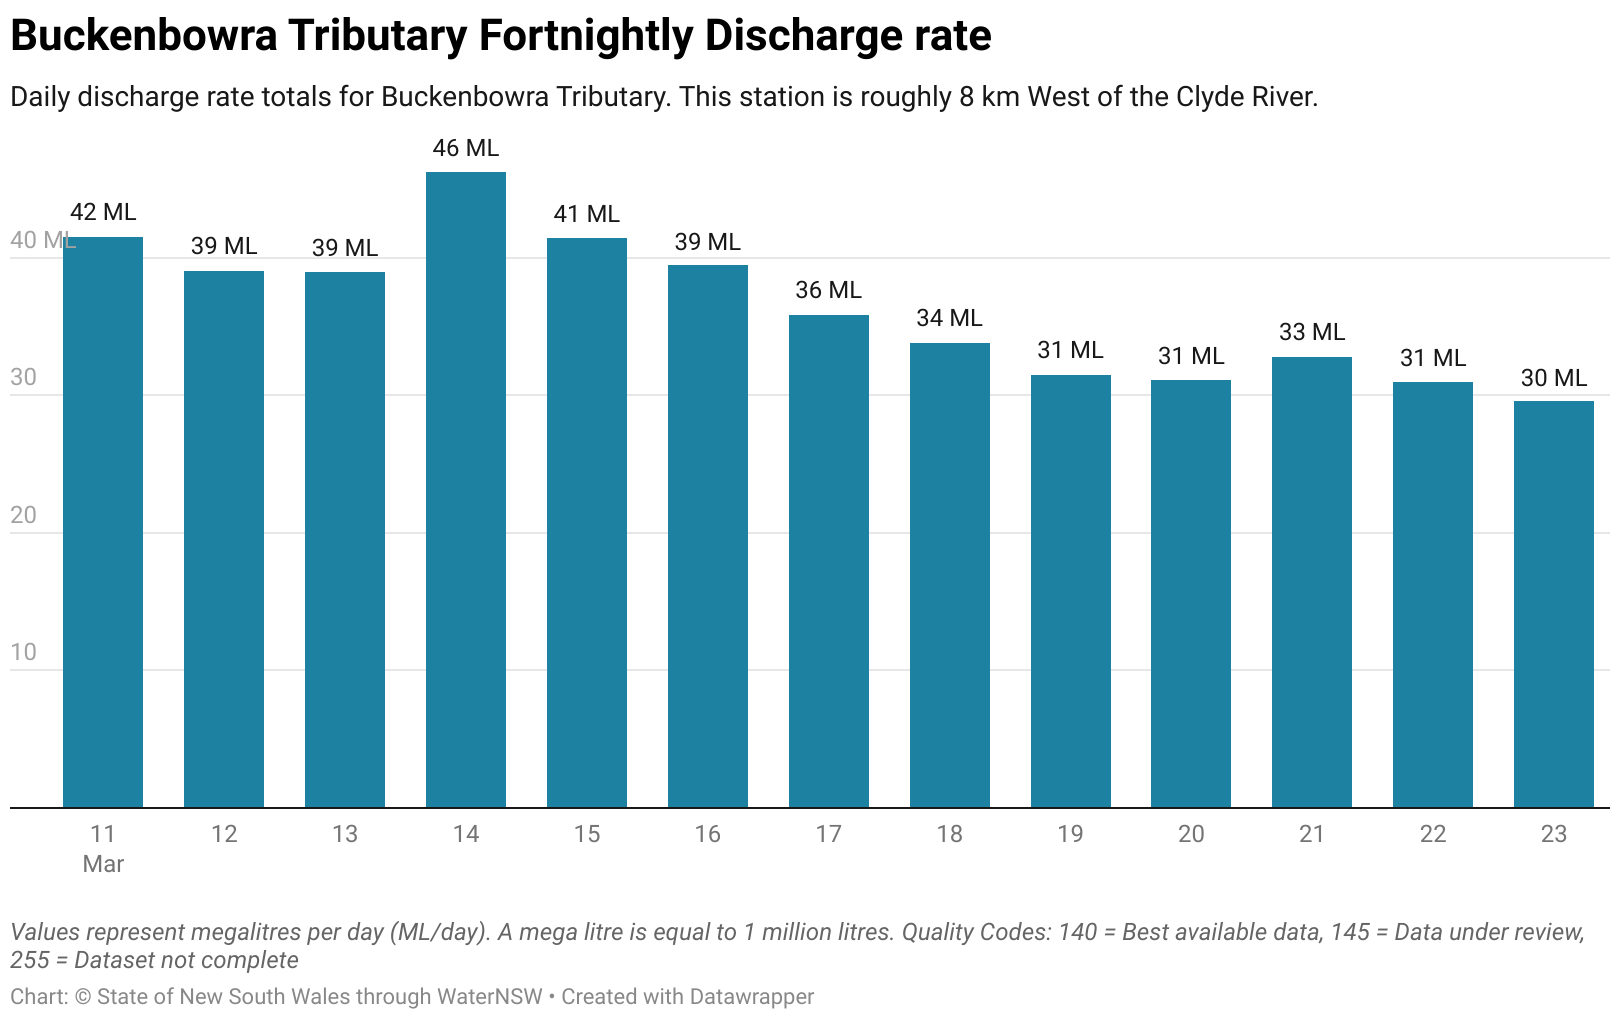 Buckenbowra Tributary Fortnightly Discharge rate
Daily discharge rate totals for Buckenbowra Tributary. This station is roughly 8 km West of the Clyde River.
46 ML
42 ML
41 ML
40 ML
39 ML
39 ML
39 ML
36 ML
34 ML
33 ML
31 ML
31 ML
31 ML
30
30 ML
20
10
11 12 13 14 15 16 17 18 19 20 21 22 23
Mar
Values represent megalitres per day (ML/day). A mega litre is equal to 1 million litres. Quality Codes: 140 = Best available data, 145 = Data under review,
255 = Dataset not complete
Chart: © State of New South Wales through WaterNSW • Created with Datawrapper